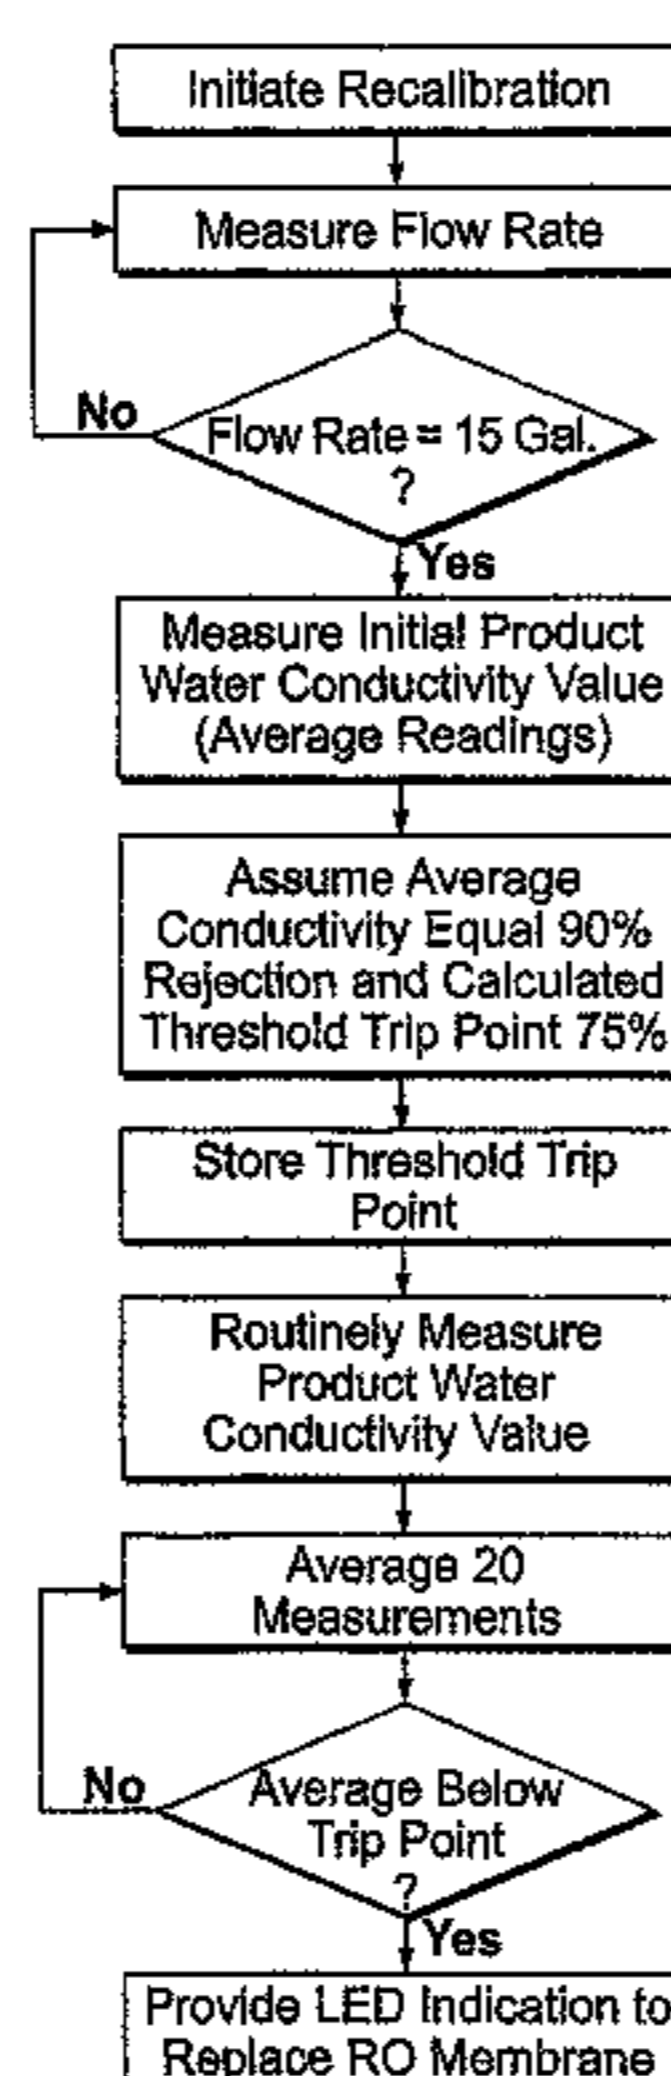 Initiate Recalibration
Measure Flow Rate
No
Flow Rate = 15 Gal.
?
Yes
Measure Initial Product
Water Conductivity Value
(Average Readings)
Assume Average
Conductivity Equal 90%
Rejection and Calculated
Threshold Trip Point 75%
Store Threshold Trip
Point
Routinely Measure
Product Water
Conductivity Value
Average 20
Measurements
No
Average Below
Trip Point
?
Yes
Provide LED Indication to
Replace RO Membrane